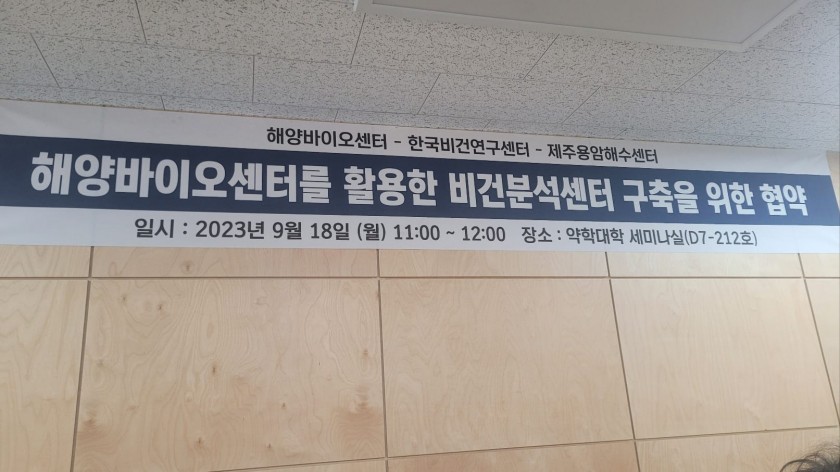 해양바이오센터 - 한국비건연구센터 - 제주용암해수센터
해양바이오센터를 활용한 비건분석센터 구축을 위한 협약
일시 : 2023년 9월 18일 (월) 11:00 ~ 12:00 장소 : 약학대학 세미나실(D7-212호)